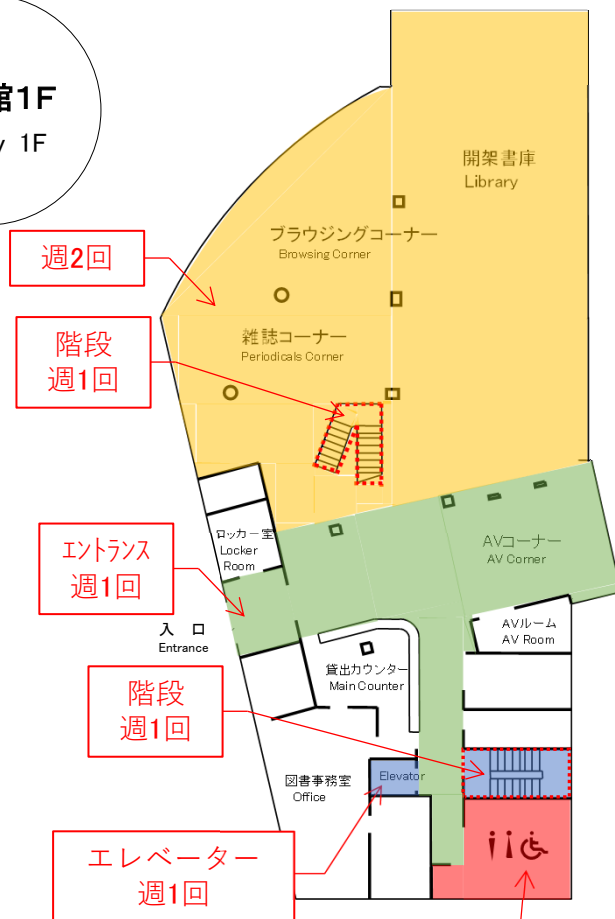 館1F
1F
開架書庫
Library
ブラウジングコーナー
Browsing Corner
週2回
雑誌コーナー
Periodicals Corner
階段
週1回
ロッカー室
Locker
Room
AVコーナー
AV Corner
エントランス
週1回
入 口
Entrance
AVルーム
AV Room
貸出カウンター
Main Counter
階段
週1回
図書事務室
Office
Elevator
エレベーター
週1回